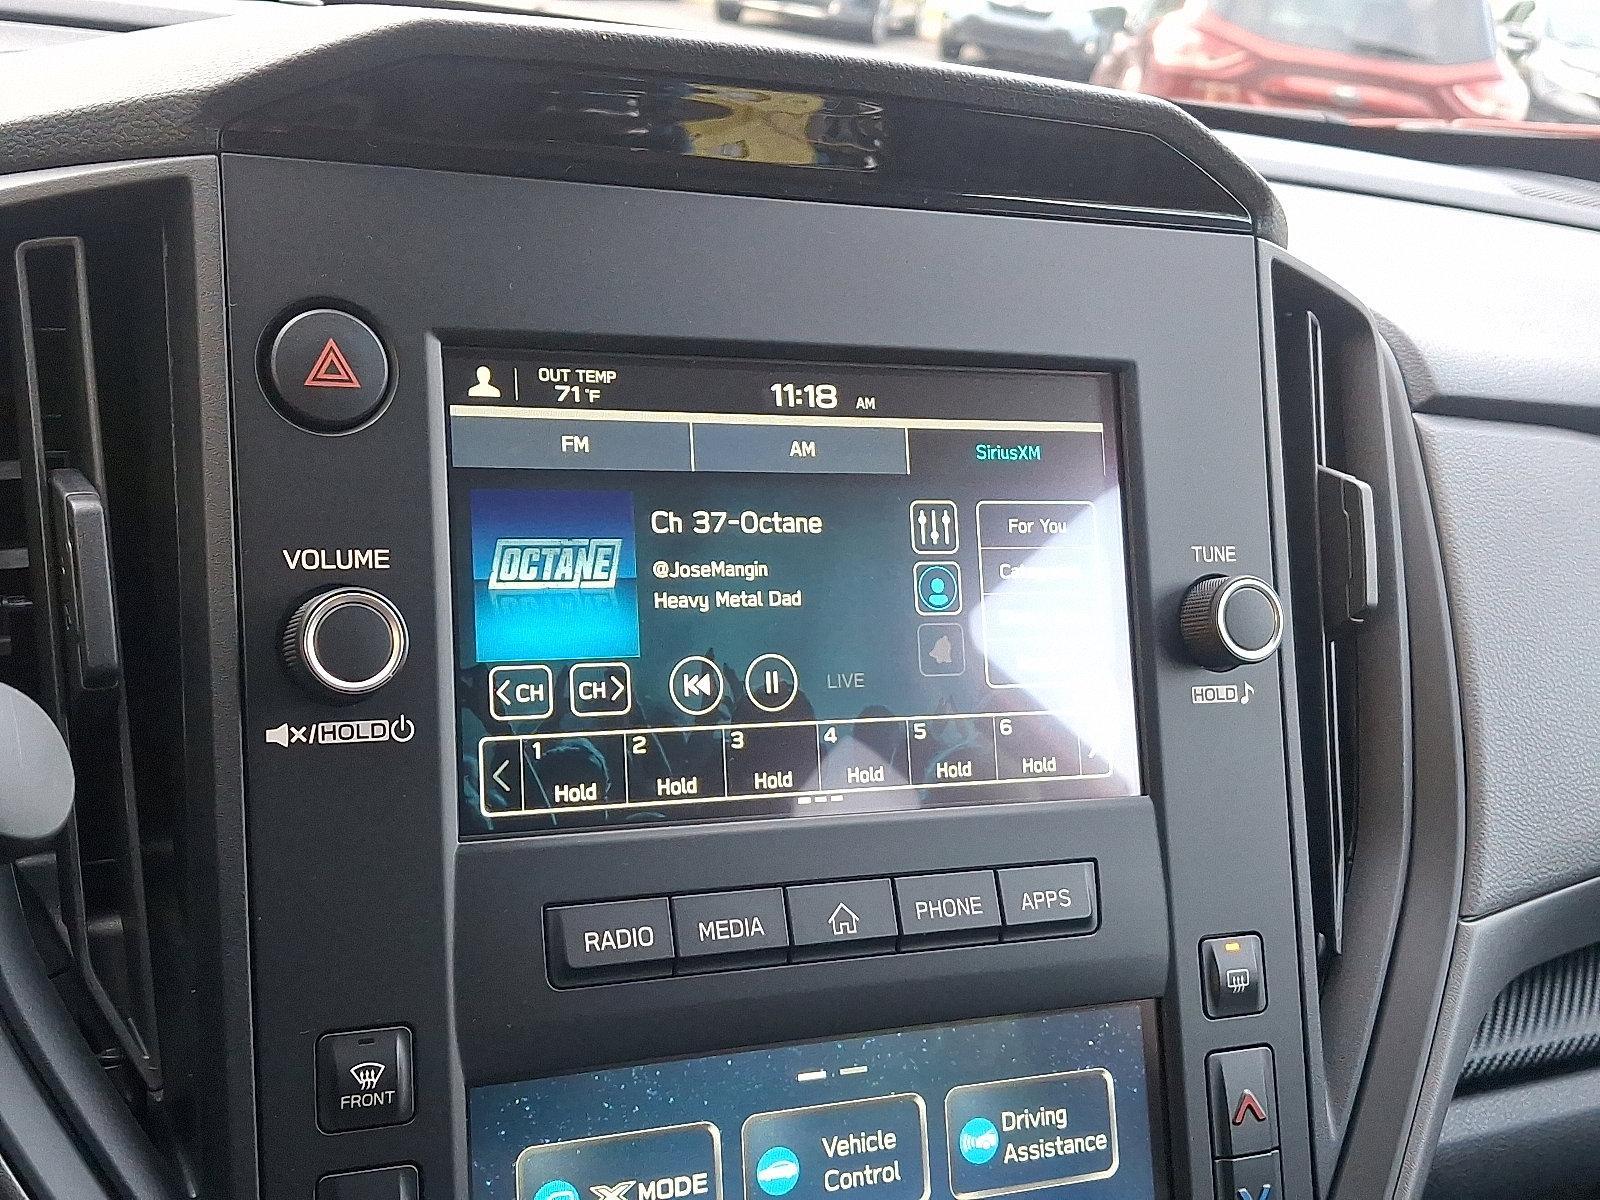 OUT TEMP
71°F
11:18 AM
FM
AM
SiriusXM
OCTANE
Ch 37-Octane
@JoseMangin
Heavy Metal Dad
For You
CH
CH
LIVE
1
Hold
2
Hold
3
Hold
4
Hold
5
Hold
6
Hold
VOLUME
/HOLD
TUNE
HOLD
RADIO
MEDIA
PHONE
APPS
FRONT
X MODE
Vehicle
Control
Driving
Assistance